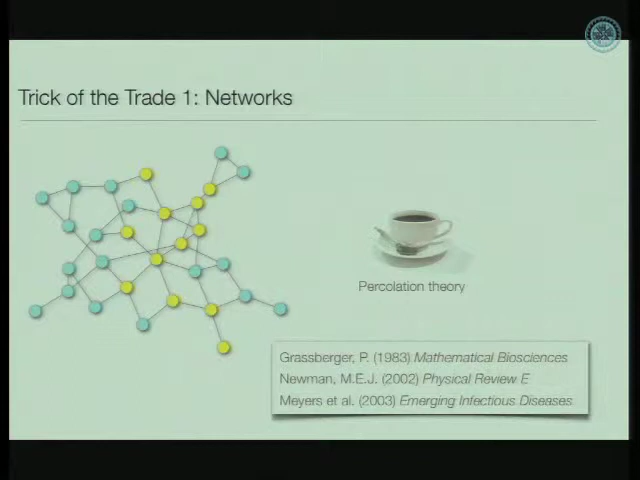 Trick of the Trade 1: Networks
Percolation theory
Grassberger, P. (1983) Mathematical Biosciences
Newman, M.E.J. (2002) Physical Review E
Meyers et al. (2003) Emerging Infectious Diseases